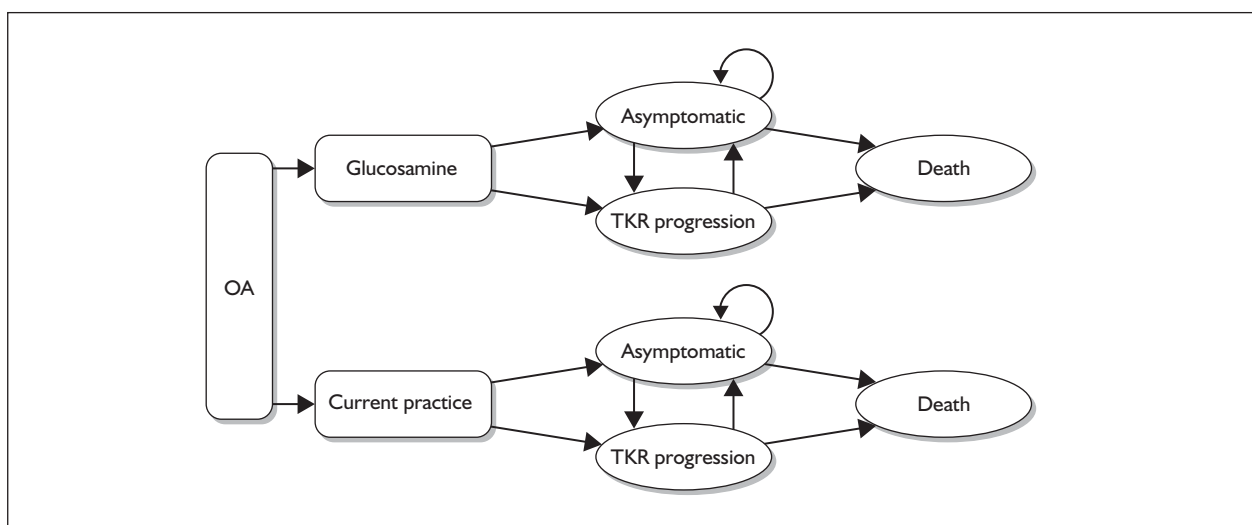 OA
Glucosamine
Asymptomatic
TKR progression
Death
Current practice
Asymptomatic
TKR progression
Death